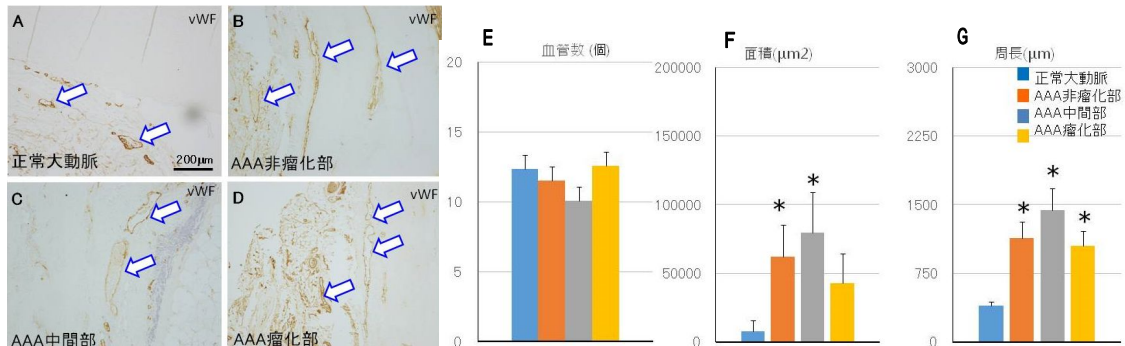 A
vWF
正常大動脈
200μm
B
vWF
AAA非瘤化部
C
vWF
AAA中間部
D
vWF
AAA瘤化部
E
血管数 (個)
20
15
10
5
0
F
面積(μm2)
200000
150000
100000
50000
0
*
*
G
周長(μm)
3000
2250
1500
750
0
*
*
*
正常大動脈
AAA非瘤化部
AAA中間部
AAA瘤化部